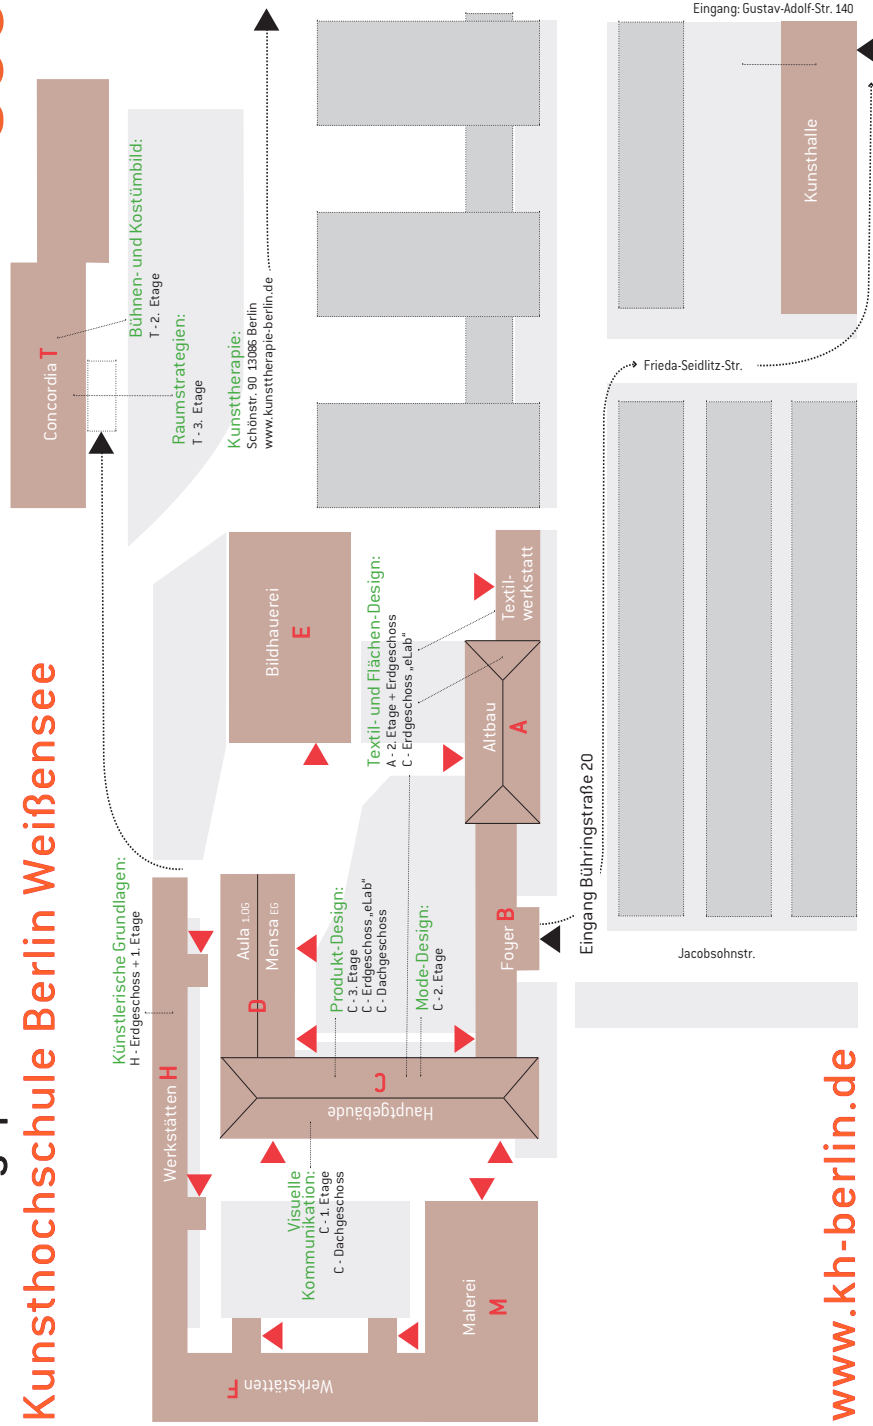 Kunsthochschule Berlin Weißensee
www.kh-berlin.de
Eingang: Gustav-Adolf-Str. 140
Kunsthalle
Frieda-Seidlitz-Str.
Jacobsohnstr.
Eingang Bühringstraße 20
Concordia T
Bühnen- und Kostümbild:
T - 2. Etage
Raumstrategien:
T - 3. Etage
Kunsttherapie:
Schönstr. 90 13086 Berlin
www.kunsttherapie-berlin.de
Bildhauerei
E
Textil- und Flächen-Design:
A - 2. Etage + Erdgeschoss
C - Erdgeschoss „eLab“
Textil-
werkstatt
Altbau
A
Künstlerische Grundlagen:
H - Erdgeschoss + 1. Etage
Werkstätten H
Aula 1.OG
Mensa EG
D
Produkt-Design:
C - 3. Etage
C - Erdgeschoss „eLab“
C - Dachgeschoss
Mode-Design:
C - 2. Etage
Foyer B
C
Hauptgebäude
Visuelle
Kommunikation:
C - 1. Etage
C - Dachgeschoss
Malerei
M
Werkstätten F